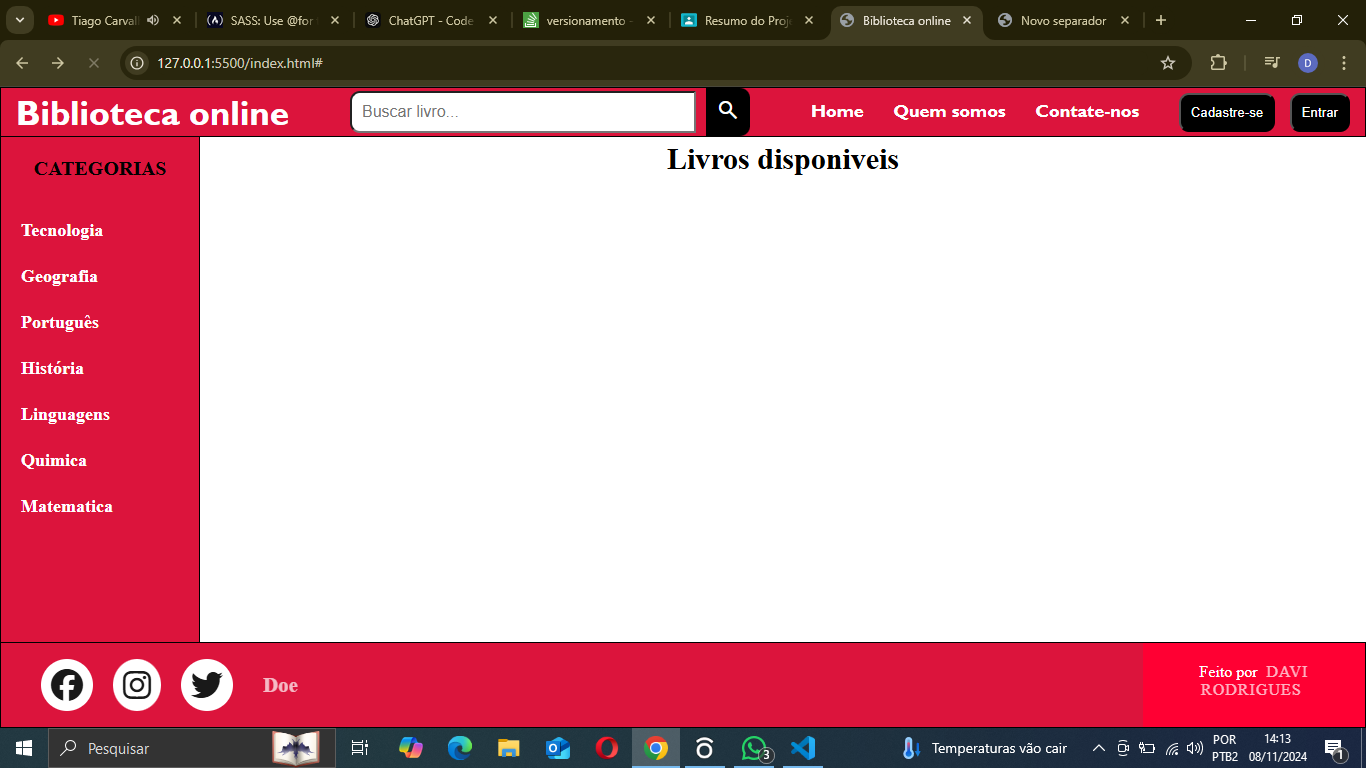 Tiago Carvall
SASS: Use @for
ChatGPT - Code
versionamento -
Resumo do Proj
Biblioteca online
Novo separador
127.0.0.1:5500/index.html#
D
Biblioteca online
Buscar livro...
Home
Quem somos
Contate-nos
Cadastre-se
Entrar
CATEGORIAS
Livros disponiveis
Tecnologia
Geografia
Português
História
Linguagens
Quimica
Matematica
Doe
Feito por DAVI
RODRIGUES
Pesquisar
3
Temperaturas vão cair
POR
PTB2
14:13
08/11/2024
1